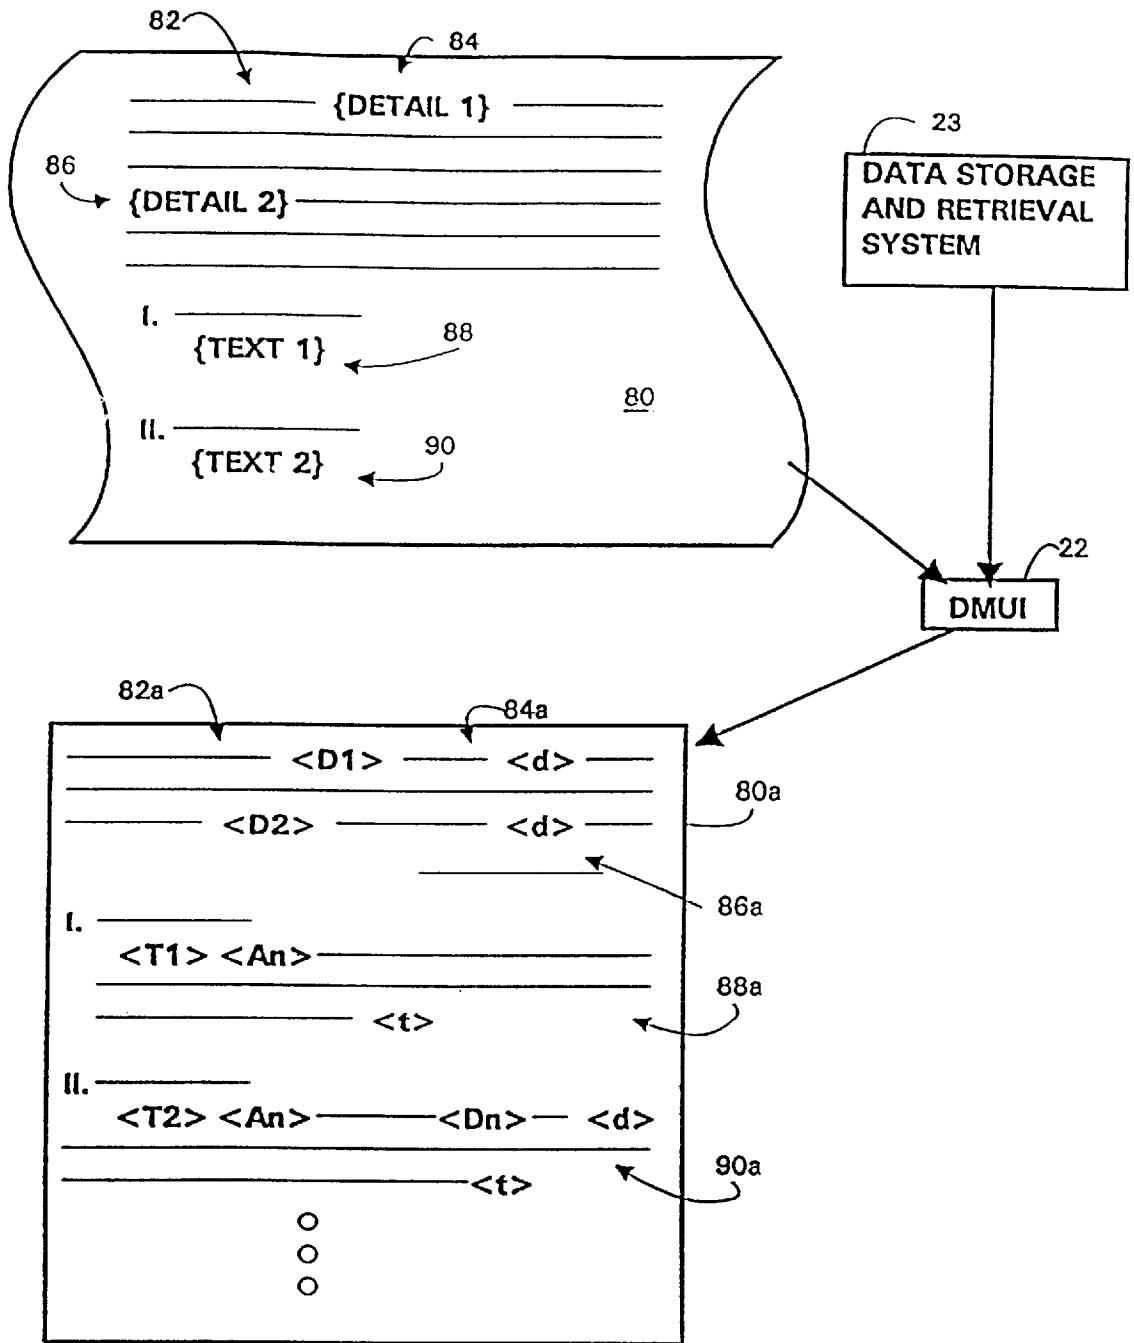 82
84
{DETAIL 1}
23
86
{DETAIL 2}
DATA STORAGE
AND RETRIEVAL
SYSTEM
I.
88
{TEXT 1}
80
II.
90
{TEXT 2}
22
DMUI
82a
84a
<D1> <d>
80a
<D2> <d>
86a
I.
<T1> <An>
88a
<t>
II.
<T2> <An> <Dn> <d>
90a
<t>